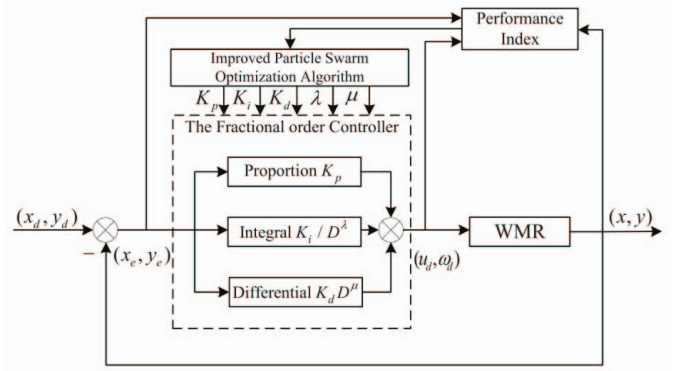 Performance
Index
Improved Particle Swarm
Optimization Algorithm
K_p K_i K_d λ μ
The Fractional order Controller
Proportion K_p
(x_d, y_d)
Integral K_i / D^λ
WMR
(x, y)
−
(x_e, y_e)
(u_d, ω_d)
Differential K_d D^μ